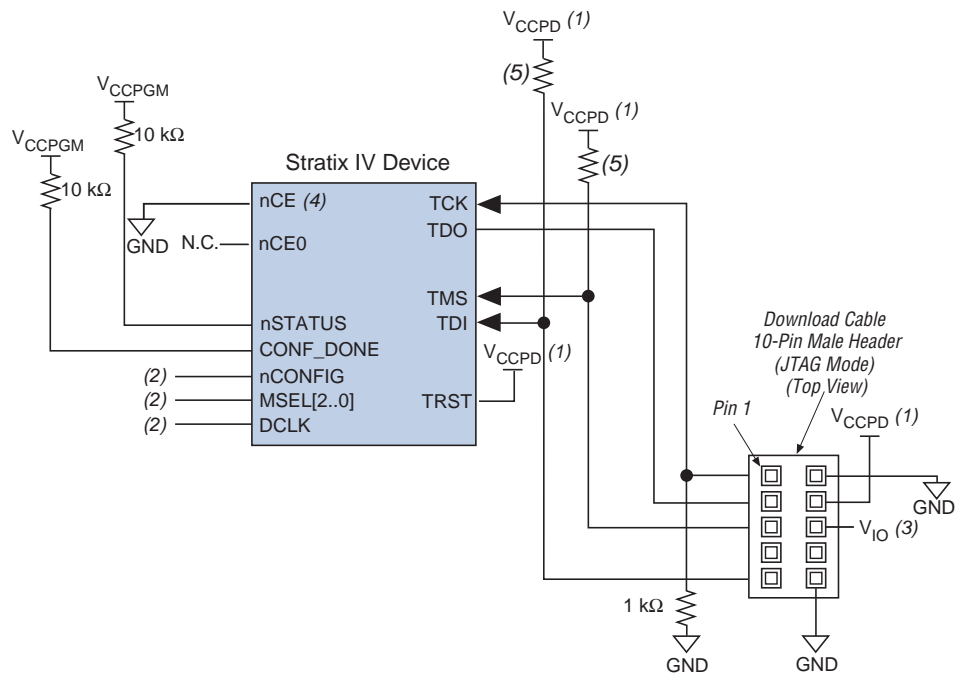 V_CCPD (1)
(5)
V_CCPGM
10 kΩ
V_CCPD (1)
(5)
V_CCPGM
10 kΩ
Stratix IV Device
nCE (4)
TCK
GND
TDO
N.C.
nCE0
TMS
nSTATUS
TDI
CONF_DONE
V_CCPD (1)
(2)
nCONFIG
(2)
MSEL[2..0]
TRST
(2)
DCLK
Download Cable
10-Pin Male Header
(JTAG Mode)
(Top View)
Pin 1
V_CCPD (1)
GND
V_IO (3)
1 kΩ
GND
GND